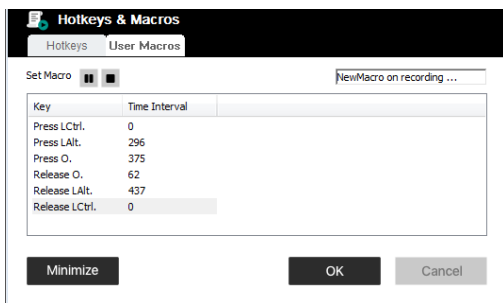 Hotkeys & Macros
Hotkeys User Macros
Set Macro NewMacro on recording ...
Key Time Interval
Press LCtrl. 0
Press LAlt. 296
Press O. 375
Release O. 62
Release LAlt. 437
Release LCtrl. 0
Minimize OK Cancel